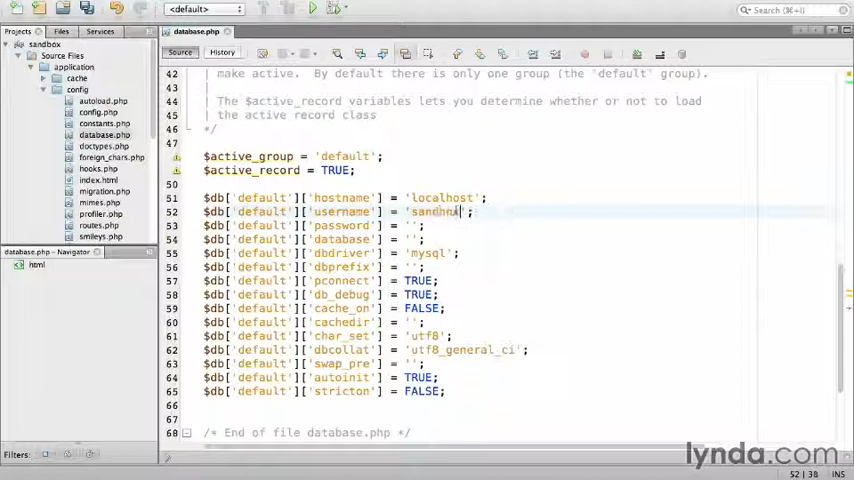 <default>
Search (⌘+I)
Projects
Files
Services
database.php
sandbox
Source Files
application
cache
config
autoload.php
config.php
constants.php
database.php
doctypes.php
foreign_chars.php
hooks.php
index.html
migration.php
mimes.php
profiler.php
routes.php
smileys.php
database.php - Navigator
html
Filters:
Source
History
42 | make active.  By default there is only one group (the 'default' group).
43 |
44 | The $active_record variables lets you determine whether or not to load
45 | the active record class
46 */
47
$active_group = 'default';
$active_record = TRUE;
50
51 $db['default']['hostname'] = 'localhost';
52 $db['default']['username'] = ';
53 $db['default']['password'] = '';
54 $db['default']['database'] = '';
55 $db['default']['dbdriver'] = 'mysql';
56 $db['default']['dbprefix'] = '';
57 $db['default']['pconnect'] = TRUE;
58 $db['default']['db_debug'] = TRUE;
59 $db['default']['cache_on'] = FALSE;
60 $db['default']['cachedir'] = '';
61 $db['default']['char_set'] = 'utf8';
62 $db['default']['dbcollat'] = 'utf8_general_ci';
63 $db['default']['swap_pre'] = '';
64 $db['default']['autoinit'] = TRUE;
65 $db['default']['stricton'] = FALSE;
66
67
68 /* End of file database.php */
lynda.com
52 | 38
INS